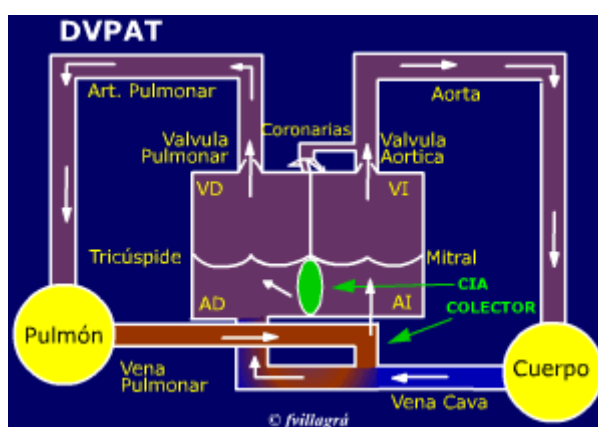 DVPAT
Art. Pulmonar
Aorta
Coronarias
Valvula
Pulmonar
Valvula
Aortica
VD
VI
Tricúspide
Mitral
CIA
AD
AI
COLECTOR
Pulmón
Cuerpo
Vena
Pulmonar
Vena Cava
© fvillagrá